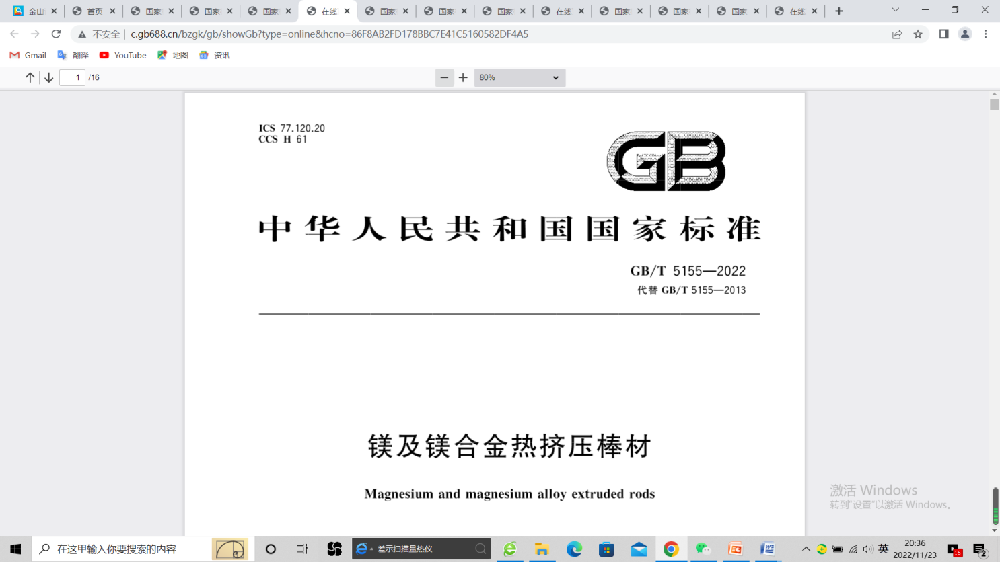 金山
首页
国家
国家
国家
在线
国家
国家
国家
在线
国家
国家
国家
在线
不安全 | c.gb688.cn/bzgk/gb/showGb?type=online&hcno=86F8AB2FD178BBC7E41C5160582DF4A5
Gmail 翻译 YouTube 地图 资讯
1 /16 80%
ICS 77.120.20
CCS H 61
GB
中华人民共和国国家标准
GB/T 5155—2022
代替 GB/T 5155—2013
镁及镁合金热挤压棒材
Magnesium and magnesium alloy extruded rods
激活 Windows
转到"设置"以激活 Windows。
在这里输入你要搜索的内容
差示扫描量热仪
英
20:36
2022/11/23
16
2